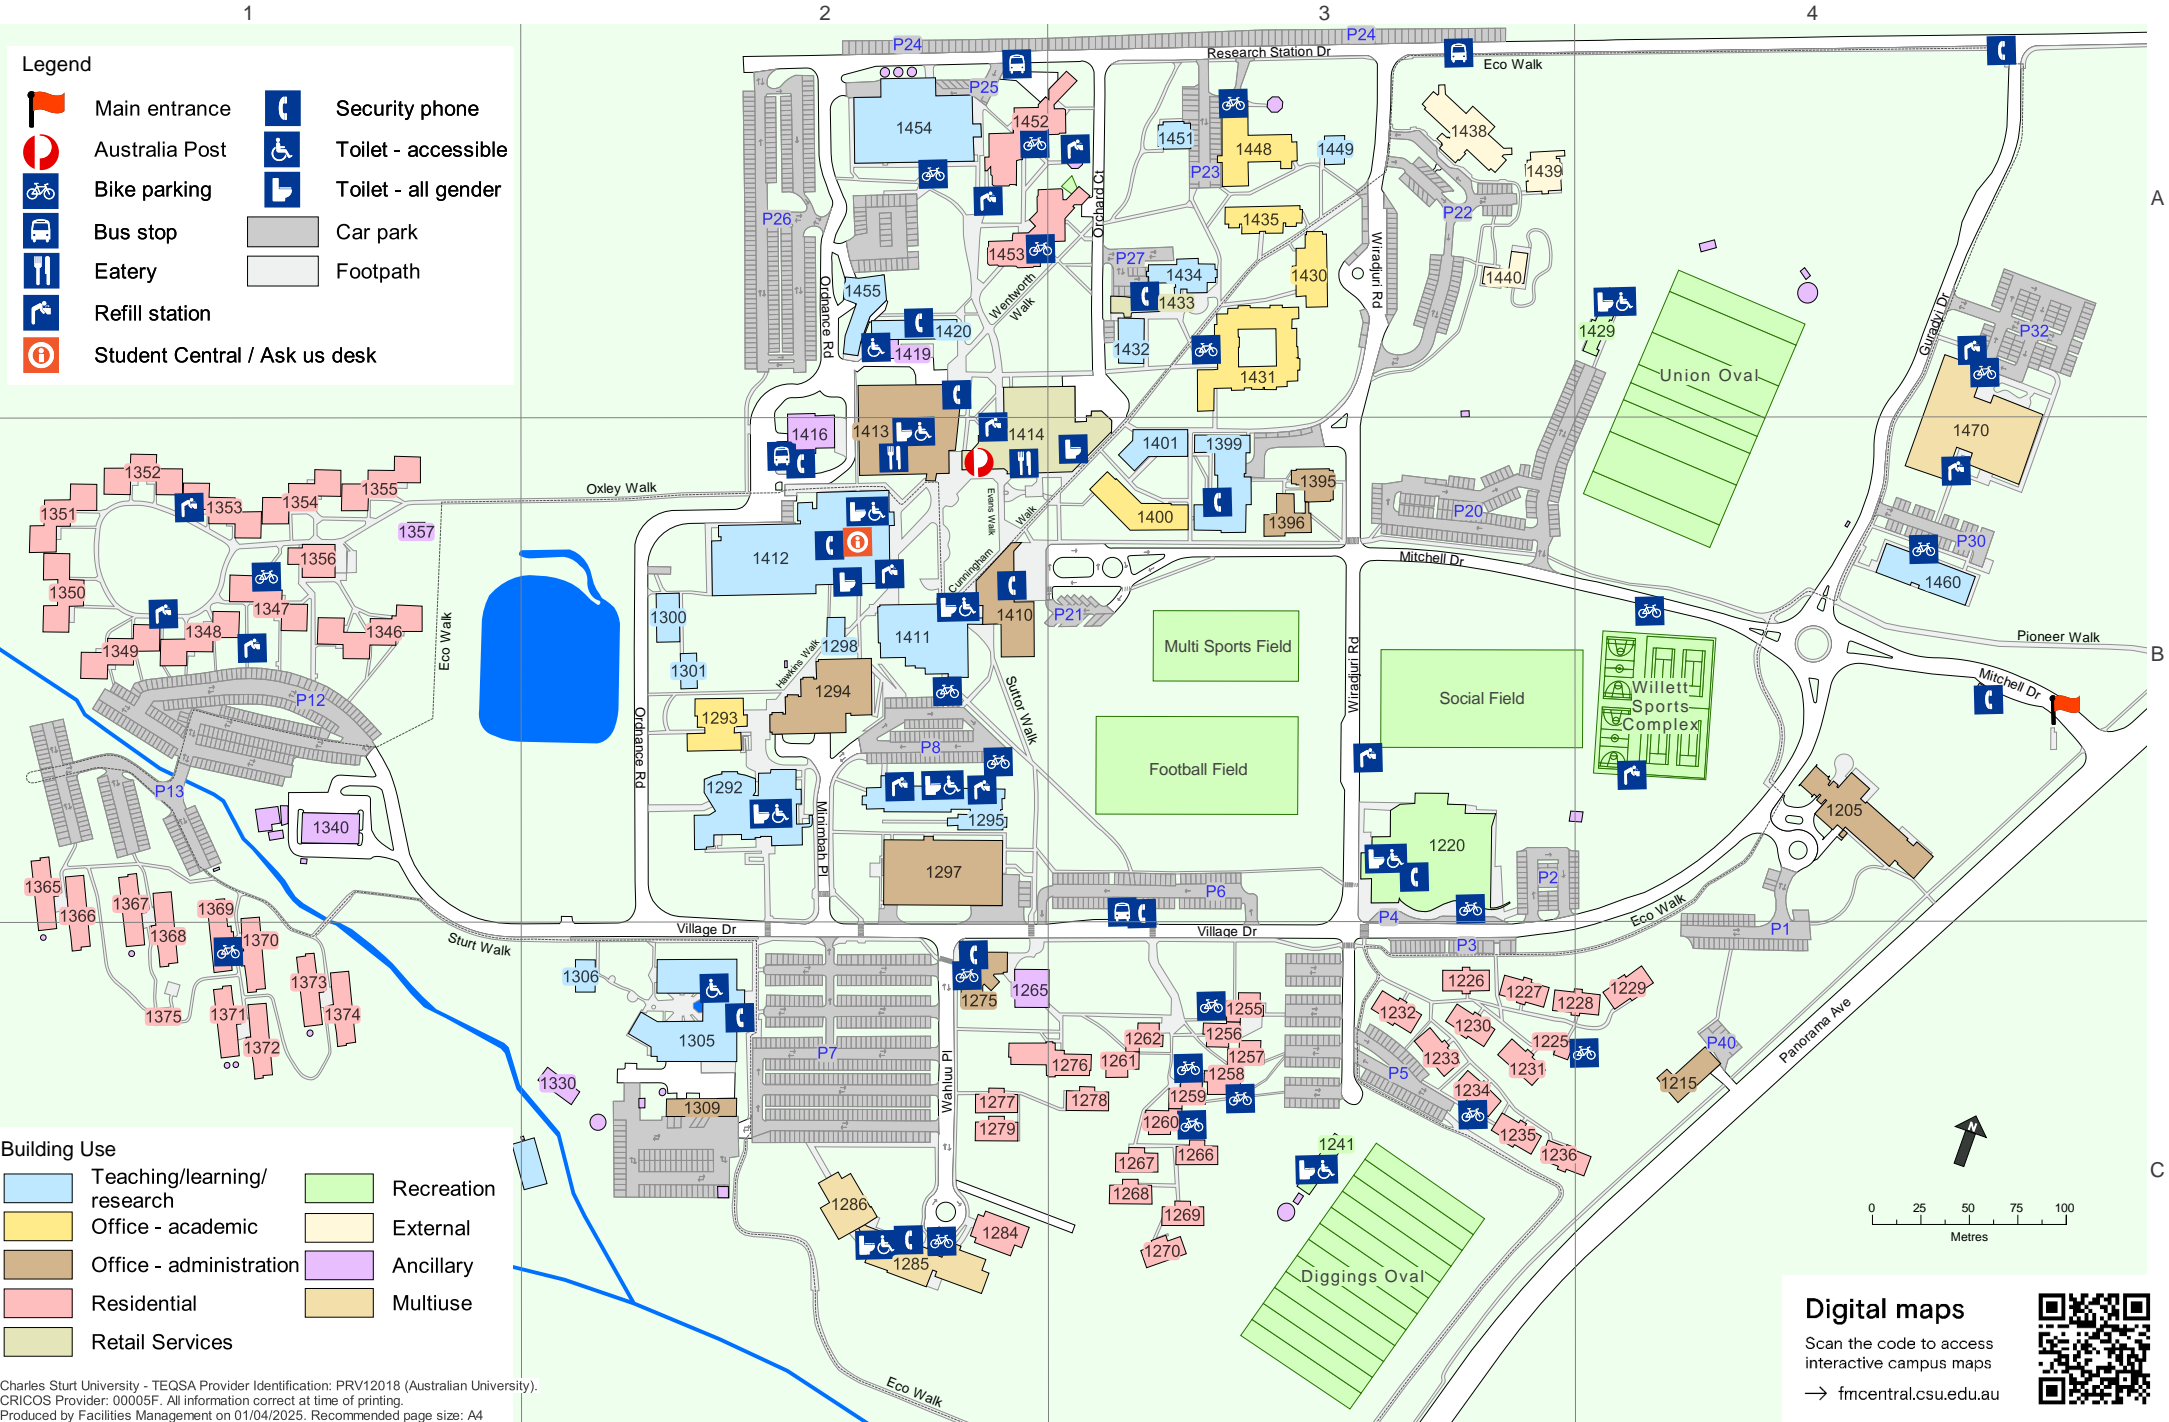 1
2
3
4
A
B
C
Legend
Main entrance
Australia Post
Bike parking
Bus stop
Eatery
Refill station
Student Central / Ask us desk
Security phone
Toilet - accessible
Toilet - all gender
Car park
Footpath
P24
P24
Research Station Dr
Eco Walk
P25
1454
1452
1451
1448
1449
1438
1439
P23
P26
P22
1435
Orchard Ct
1453
Wiradjuri Rd
P27
1434
1430
1440
1433
1455
Ordnance Rd
Wentworth
Walk
1420
1419
1432
1431
1429
Union Oval
Guradyi Dr
P32
1470
1416
1413
1414
1401
1399
1395
1396
1400
P20
P30
1460
1352
1351
1353
1354
1355
1357
1356
1350
1347
1348
1349
1346
Oxley Walk
Eco Walk
P12
P13
1340
1412
Evans Walk
Cunningham
Walk
1300
1298
1301
1411
1410
P21
Mitchell Dr
Multi Sports Field
Social Field
Football Field
Willett
Sports
Complex
Pioneer Walk
Mitchell Dr
Hawkins Walk
1294
1293
Suttor Walk
P8
Ordnance Rd
1292
Minimbah Pl
1295
1297
Wiradjuri Rd
1220
P2
P6
P4
P3
1205
Eco Walk
P1
Village Dr
Village Dr
Sturt Walk
1365
1366
1367
1368
1369
1370
1371
1372
1373
1374
1375
1306
1305
1330
1309
P7
Wahluu Pl
1275
1265
1255
1256
1257
1258
1259
1260
1261
1262
1276
1277
1278
1279
1266
1267
1268
1269
1270
1284
1285
1286
1241
P5
1226
1227
1228
1229
1232
1230
1225
1233
1231
1234
1235
1236
P40
1215
Panorama Ave
Diggings Oval
Eco Walk
N
0 25 50 75 100
Metres
Building Use
Teaching/learning/
research
Office - academic
Office - administration
Residential
Retail Services
Recreation
External
Ancillary
Multiuse
Charles Sturt University - TEQSA Provider Identification: PRV12018 (Australian University).
CRICOS Provider: 00005F. All information correct at time of printing.
Produced by Facilities Management on 01/04/2025. Recommended page size: A4
Digital maps
Scan the code to access
interactive campus maps
→ fmcentral.csu.edu.au